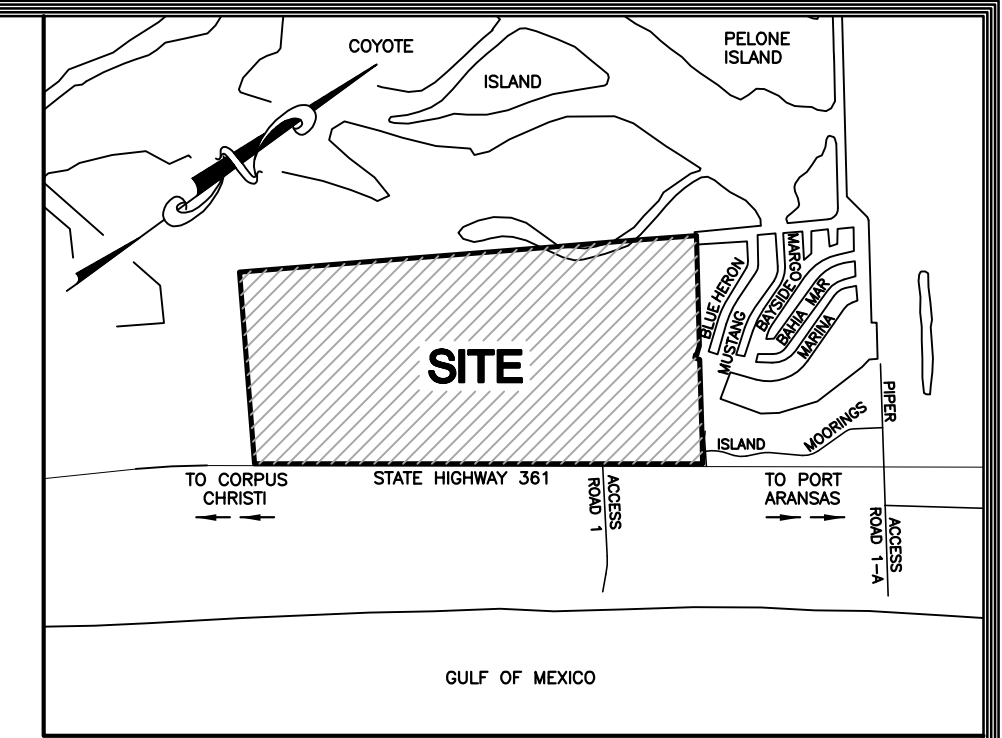 COYOTE
ISLAND
PELONE
ISLAND
N
BLUE HERON
MUSTANG
BAYSIDE
MARGO
BAHIA MAR
MARINA
SITE
PIPER
ISLAND
MOORINGS
TO CORPUS
CHRISTI
STATE HIGHWAY 361
ACCESS
ROAD 1
TO PORT
ARANSAS
ACCESS
ROAD 1-A
GULF OF MEXICO